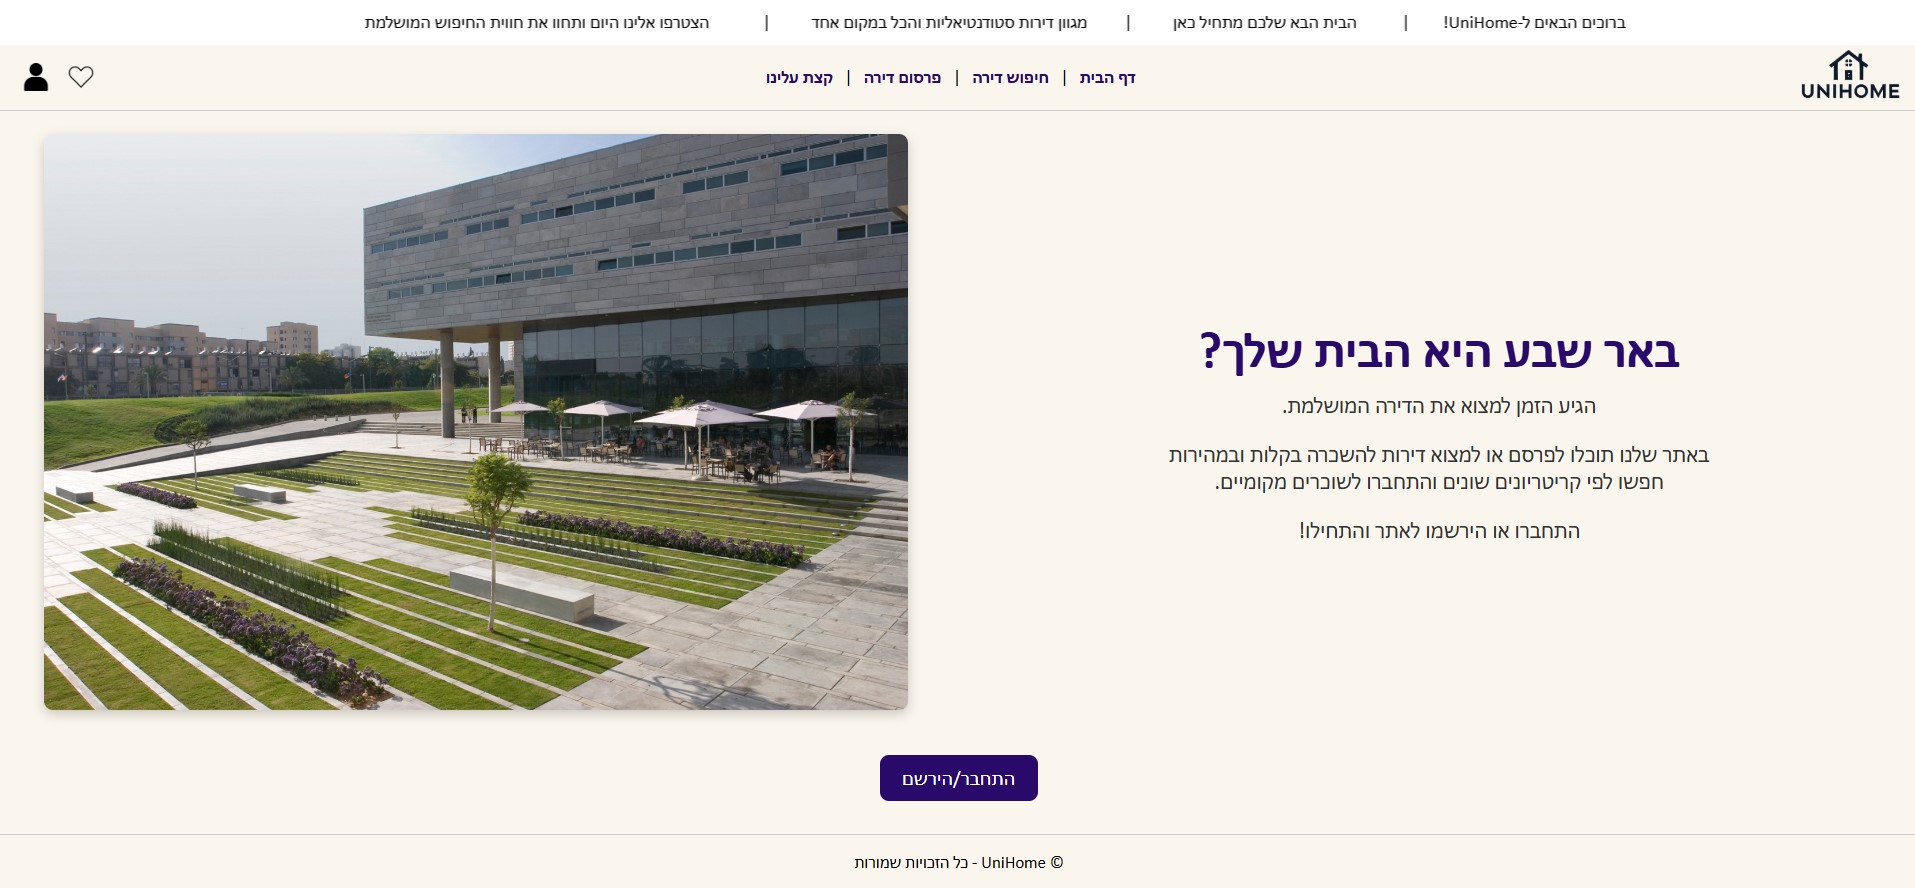 ברוכים הבאים ל-UniHome! | הבית הבא שלכם מתחיל כאן | מגוון דירות סטודנטיאליות והכל במקום אחד | הצטרפו אלינו היום ותחוו את חווית החיפוש המושלמת
UNIHOME
דף הבית | חיפוש דירה | פרסום דירה | קצת עלינו
באר שבע היא הבית שלך?
הגיע הזמן למצוא את הדירה המושלמת.
באתר שלנו תוכלו לפרסם או למצוא דירות להשכרה בקלות ובמהירות
חפשו לפי קריטריונים שונים והתחברו לשוכרים מקומיים.
התחברו או הירשמו לאתר והתחילו!
התחבר/הירשם
© UniHome - כל הזכויות שמורות